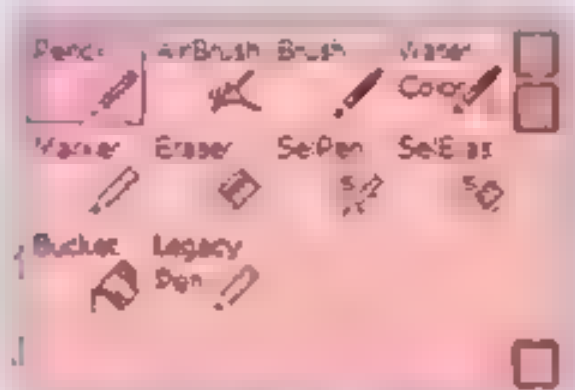 Pencil AirBrush Brush Water
Color
Marker Eraser SelPen SelEras
Bucket Legacy
Pen